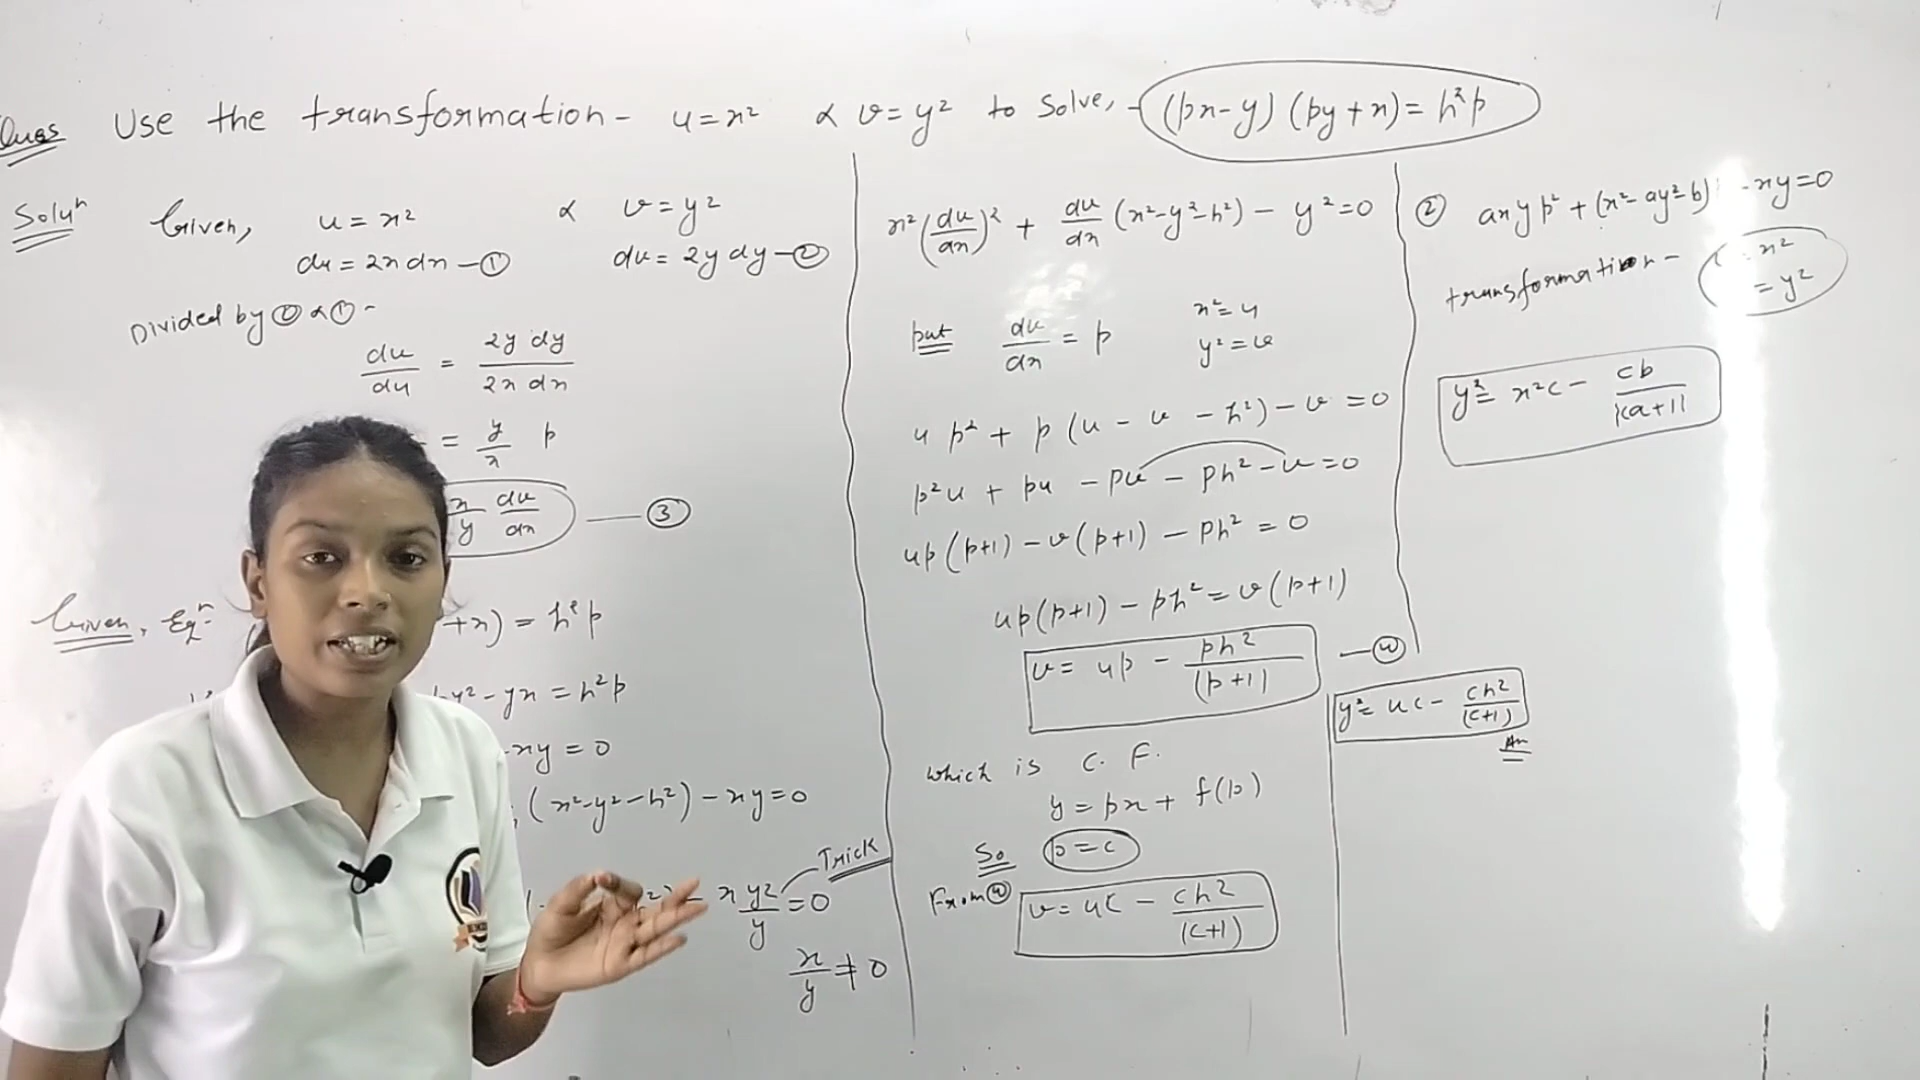 Ques Use the transformation - u = x² & v = y² to solve, - (px-y) (py+x) = h²p
Soluⁿ Given, u = x² & v = y²
du = 2x dx - ① dv = 2y dy - ②
Divided by ② & ① -
dv/du = 2y dy/2x dx
= y/x p
x/y dv/dx — ③
Given, Eqⁿ +x) = h²p
y² - yx = h²p
- xy = 0
(x²-y²-h²) - xy = 0
Trick
x y²/y = 0
x/y ≠ 0
x² (dv/dx)² + dv/dx (x²-y²-h²) - y² = 0
put dv/dx = p x² = u
y² = v
u p² + p (u - v - h²) - v = 0
p²u + pu - pv - ph² - v = 0
up (p+1) - v (p+1) - ph² = 0
up (p+1) - ph² = v (p+1)
v = up - ph²/(p+1) — ④
which is C. F.
y = px + f(p)
So p = c
From ④ v = uc - ch²/(c+1)
② axy p² + (x² - ay² - b) - xy = 0
transformation - x²
= y²
y² = x²c - cb/(ca+1)
y² = uc - ch²/(c+1)
An